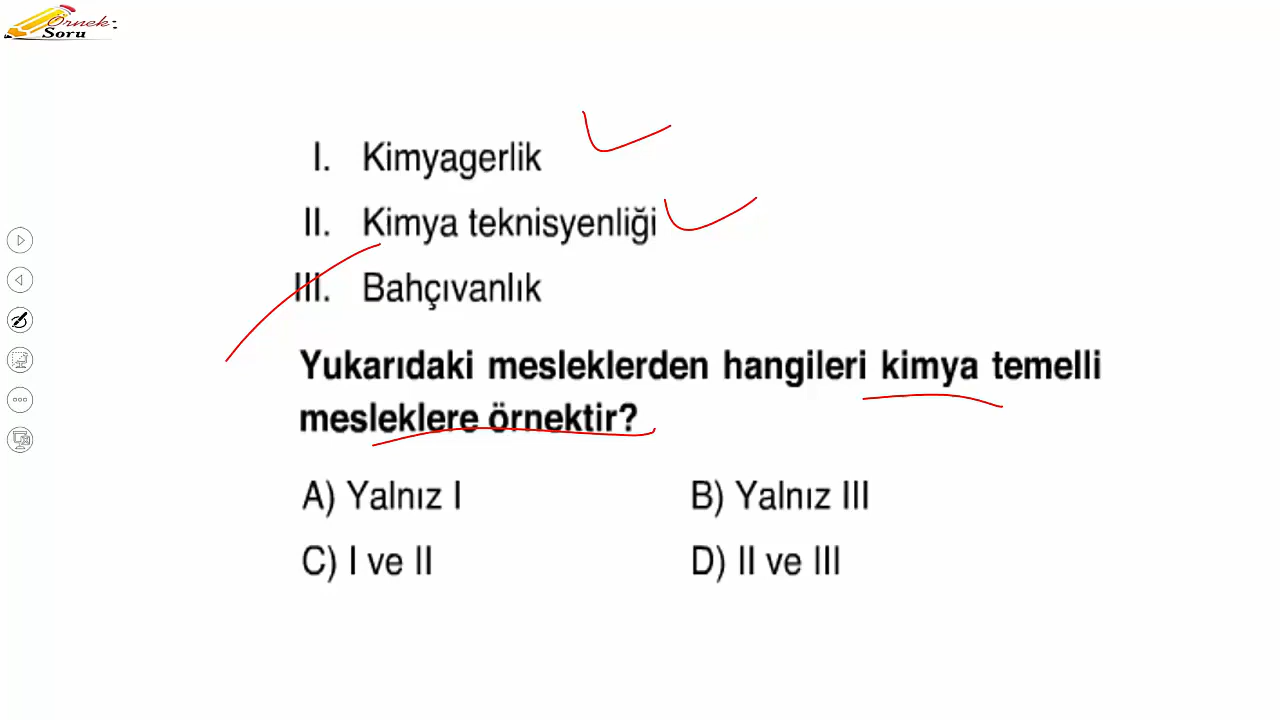 Örnek :
Soru
I. Kimyagerlik
II. Kimya teknisyenliği
III. Bahçıvanlık
Yukarıdaki mesleklerden hangileri kimya temelli
mesleklere örnektir?
A) Yalnız I B) Yalnız III
C) I ve II D) II ve III